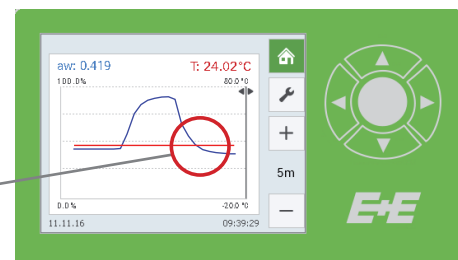 aw: 0.419 T: 24.02°C
100.0% 80.0°C
+
5m
0.0% -20.0°C
−
11.11.16 09:39:29
E+E